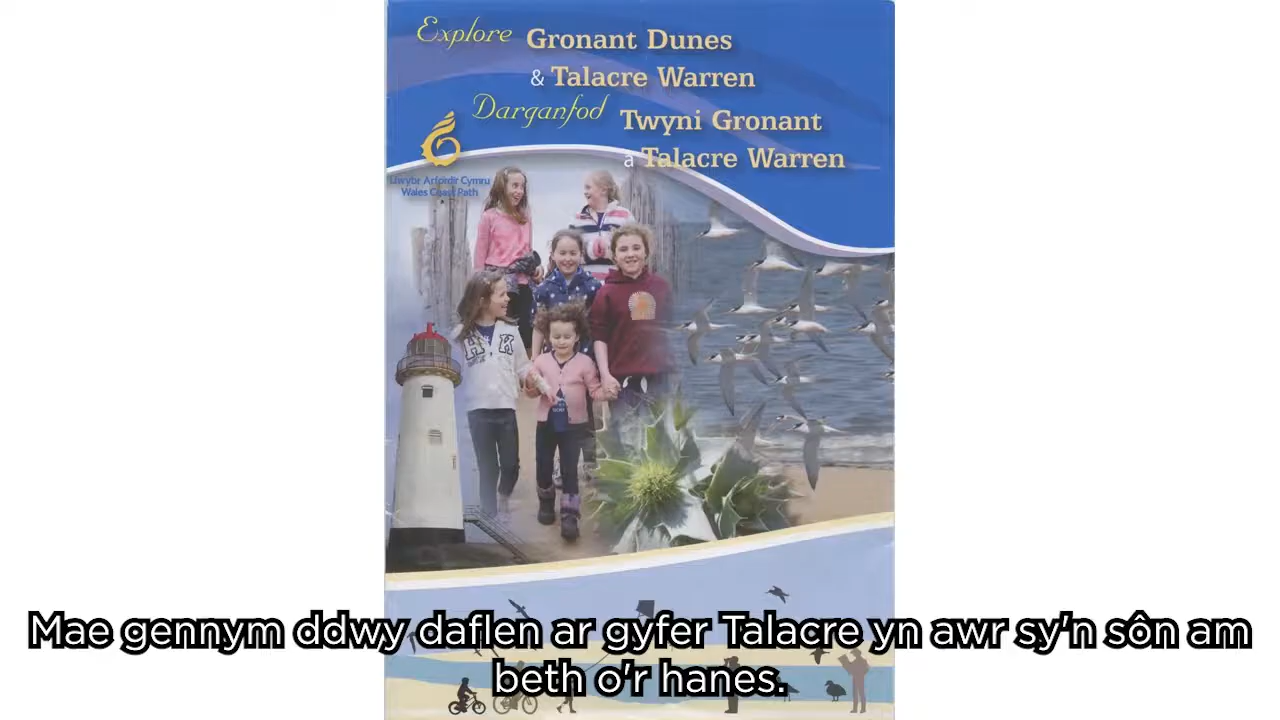 Explore Gronant Dunes
& Talacre Warren
Darganfod Twyni Gronant
a Talacre Warren
Llwybr Arfordir Cymru
Wales Coast Path
Mae gennym ddwy daflen ar gyfer Talacre yn awr sy'n sôn am
beth o'r hanes.